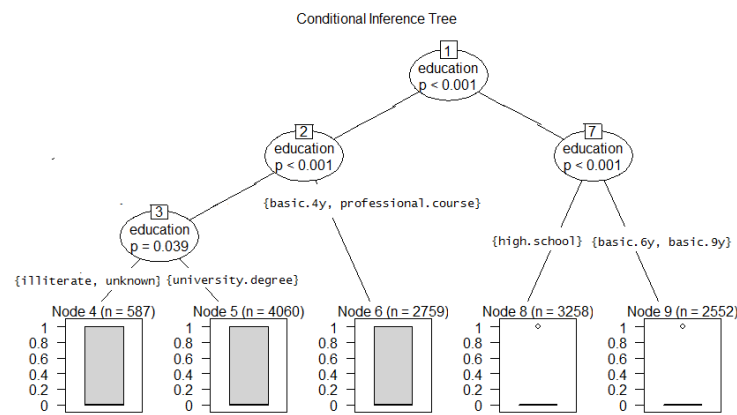 Conditional Inference Tree
1
education
p < 0.001
2
education
p < 0.001
7
education
p < 0.001
{basic.4y, professional.course}
3
education
p = 0.039
{high.school} {basic.6y, basic.9y}
{illiterate, unknown} {university.degree}
Node 4 (n = 587)
1
0.8
0.6
0.4
0.2
0
Node 5 (n = 4060)
1
0.8
0.6
0.4
0.2
0
Node 6 (n = 2759)
1
0.8
0.6
0.4
0.2
0
Node 8 (n = 3258)
1
0.8
0.6
0.4
0.2
0
Node 9 (n = 2552)
1
0.8
0.6
0.4
0.2
0